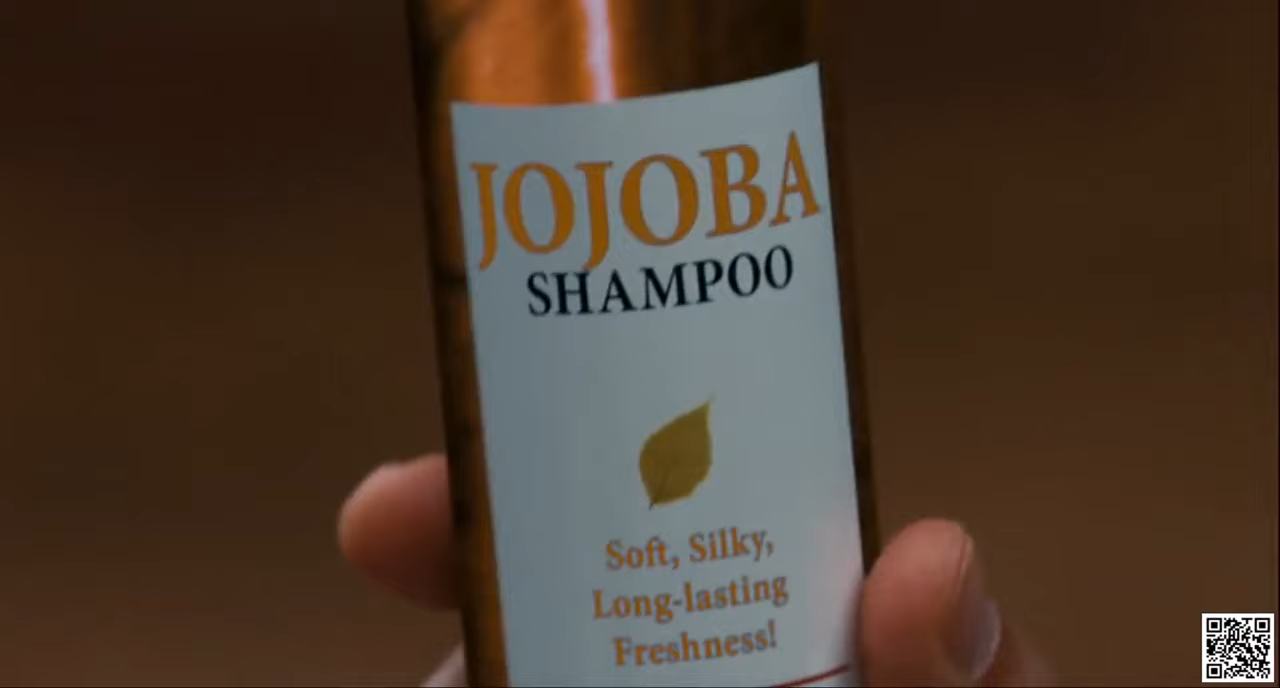 JOJOBA
SHAMPOO
Soft, Silky,
Long-lasting
Freshness!